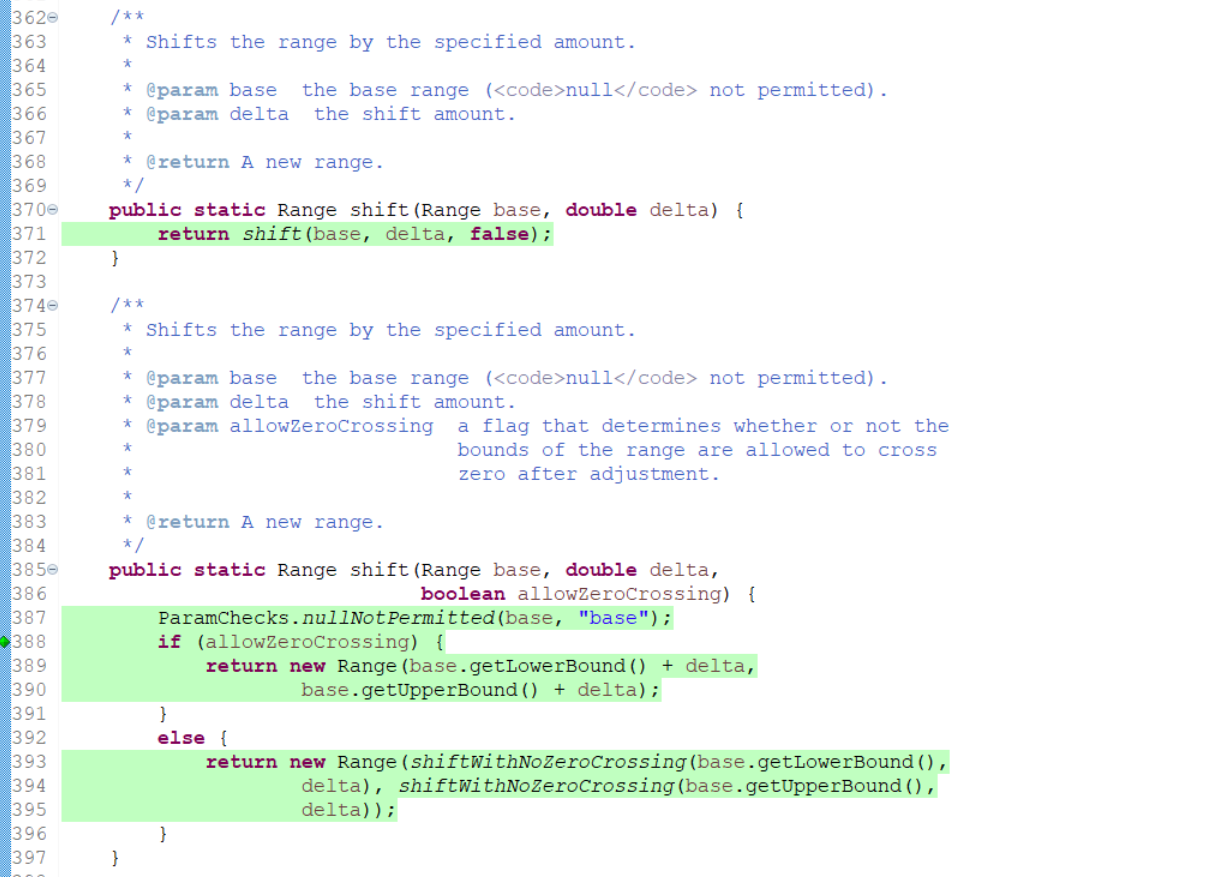 362 /**
363 * Shifts the range by the specified amount.
364 *
365 * @param base  the base range (<code>null</code> not permitted).
366 * @param delta  the shift amount.
367 *
368 * @return A new range.
369 */
370 public static Range shift(Range base, double delta) {
371 return shift(base, delta, false);
372 }
373
374 /**
375 * Shifts the range by the specified amount.
376 *
377 * @param base  the base range (<code>null</code> not permitted).
378 * @param delta  the shift amount.
379 * @param allowZeroCrossing  a flag that determines whether or not the
380 *                           bounds of the range are allowed to cross
381 *                           zero after adjustment.
382 *
383 * @return A new range.
384 */
385 public static Range shift(Range base, double delta,
386                           boolean allowZeroCrossing) {
387 ParamChecks.nullNotPermitted(base, "base");
388 if (allowZeroCrossing) {
389 return new Range(base.getLowerBound() + delta,
390 base.getUpperBound() + delta);
391 }
392 else {
393 return new Range(shiftWithNoZeroCrossing(base.getLowerBound(),
394 delta), shiftWithNoZeroCrossing(base.getUpperBound(),
395 delta));
396 }
397 }